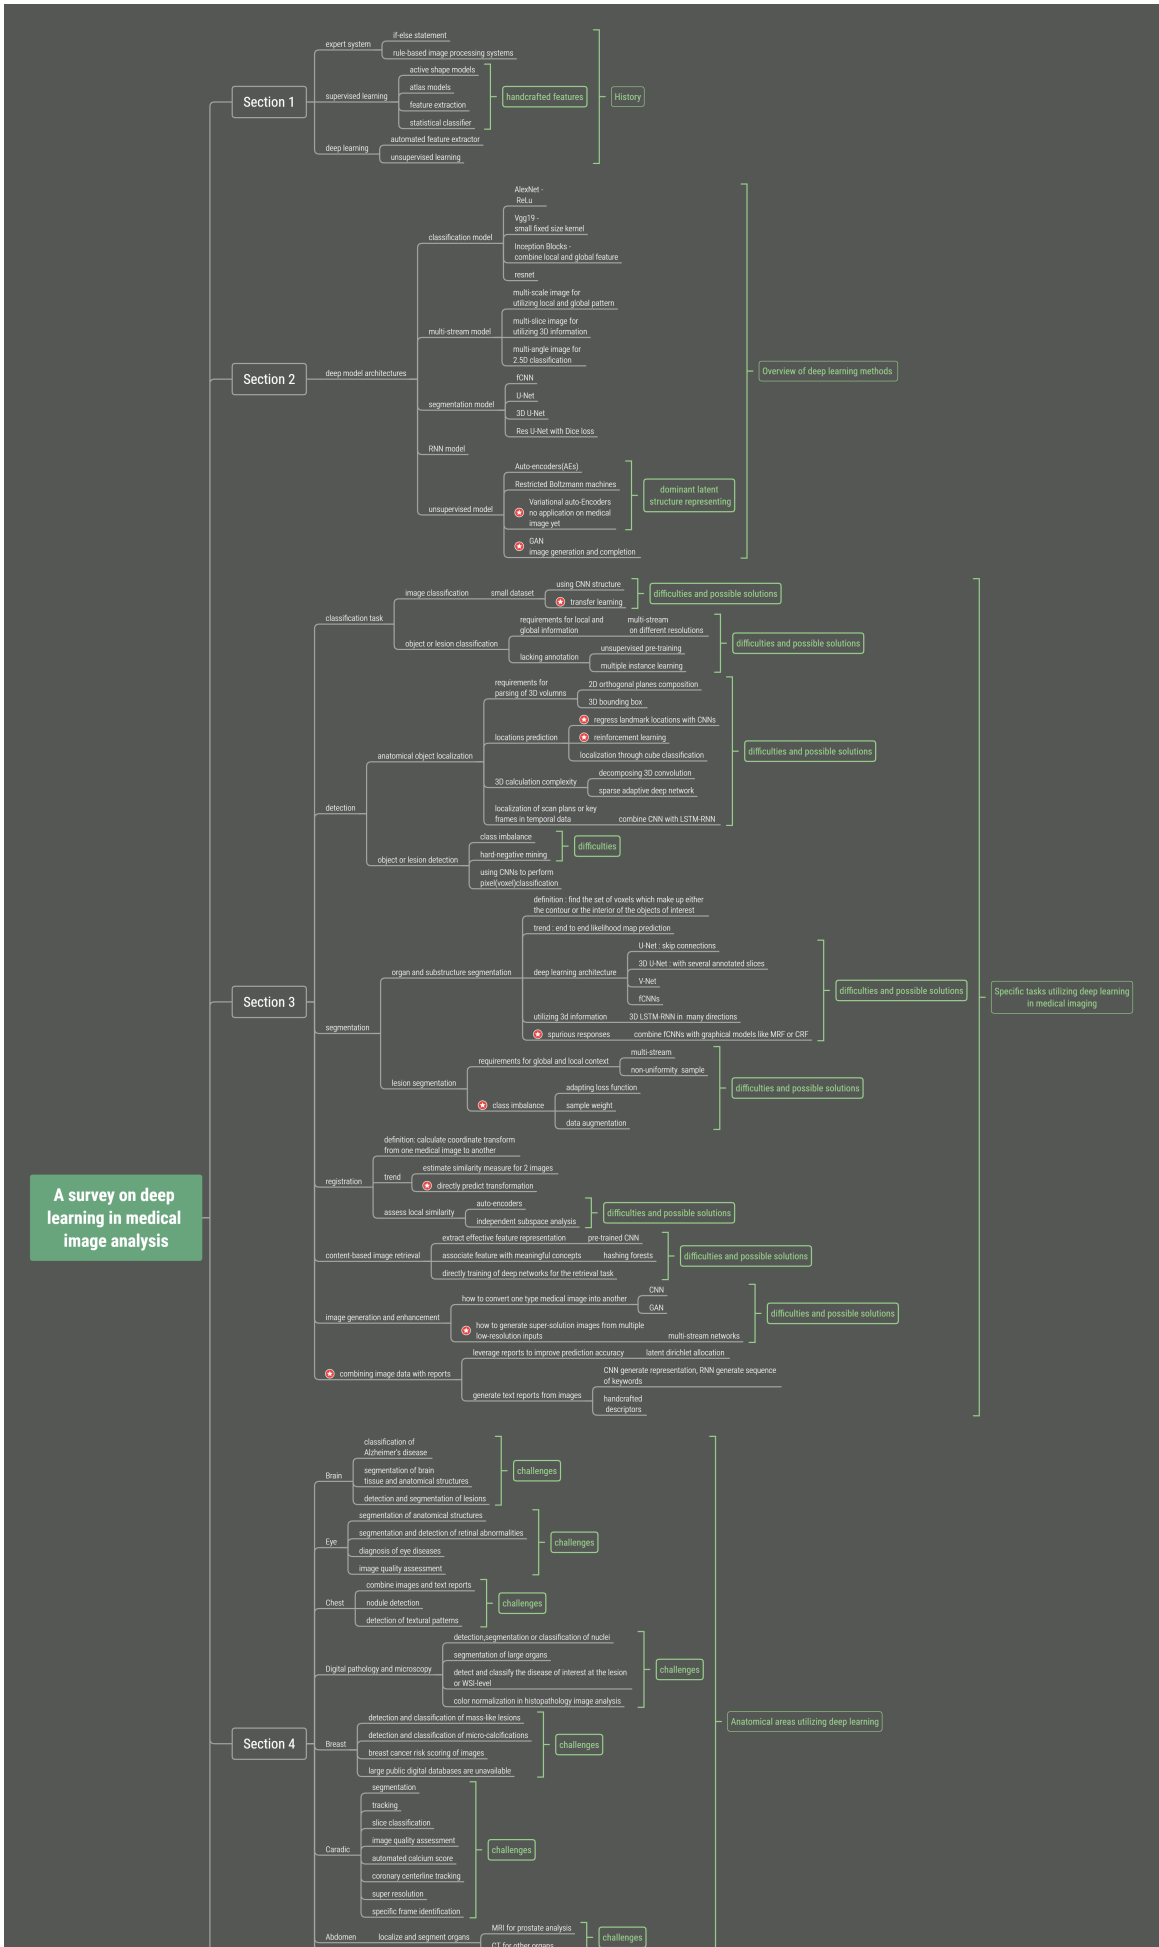 A survey on deep
learning in medical
image analysis
Section 1
expert system
if-else statement
rule-based image processing systems
supervised learning
active shape models
atlas models
feature extraction
statistical classifier
handcrafted features
deep learning
automated feature extractor
unsupervised learning
History
Section 2
deep model architectures
classification model
AlexNet -
ReLu
Vgg19 -
small fixed size kernel
Inception Blocks -
combine local and global feature
resnet
multi-stream model
multi-scale image for
utilizing local and global pattern
multi-slice image for
utilizing 3D information
multi-angle image for
2.5D classification
segmentation model
fCNN
U-Net
3D U-Net
Res U-Net with Dice loss
RNN model
unsupervised model
Auto-encoders(AEs)
Restricted Boltzmann machines
Variational auto-Encoders
no application on medical
image yet
dominant latent
structure representing
GAN
image generation and completion
Overview of deep learning methods
Section 3
classification task
image classification
small dataset
using CNN structure
transfer learning
difficulties and possible solutions
object or lesion classification
requirements for local and
global information
multi-stream
on different resolutions
lacking annotation
unsupervised pre-training
multiple instance learning
difficulties and possible solutions
detection
anatomical object localization
requirements for
parsing of 3D volumes
2D orthogonal planes composition
3D bounding box
locations prediction
regress landmark locations with CNNs
reinforcement learning
localization through cube classification
3D calculation complexity
decomposing 3D convolution
sparse adaptive deep network
localization of scan plans or key
frames in temporal data
combine CNN with LSTM-RNN
difficulties and possible solutions
object or lesion detection
class imbalance
hard-negative mining
difficulties
using CNNs to perform
pixel(voxel)classification
segmentation
organ and substructure segmentation
definition : find the set of voxels which make up either
the contour or the interior of the objects of interest
trend : end to end likelihood map prediction
deep learning architecture
U-Net : skip connections
3D U-Net : with several annotated slices
V-Net
fCNNs
utilizing 3d information
3D LSTM-RNN in many directions
spurious responses
combine fCNNs with graphical models like MRF or CRF
difficulties and possible solutions
lesion segmentation
requirements for global and local context
multi-stream
non-uniformity sample
class imbalance
adapting loss function
sample weight
data augmentation
difficulties and possible solutions
registration
definition: calculate coordinate transform
from one medical image to another
trend
estimate similarity measure for 2 images
directly predict transformation
assess local similarity
auto-encoders
independent subspace analysis
difficulties and possible solutions
content-based image retrieval
extract effective feature representation
pre-trained CNN
associate feature with meaningful concepts
hashing forests
directly training of deep networks for the retrieval task
difficulties and possible solutions
image generation and enhancement
how to convert one type medical image into another
CNN
GAN
how to generate super-solution images from multiple
low-resolution inputs
multi-stream networks
difficulties and possible solutions
combining image data with reports
leverage reports to improve prediction accuracy
latent dirichlet allocation
generate text reports from images
CNN generate representation, RNN generate sequence
of keywords
handcrafted
descriptors
Specific tasks utilizing deep learning
in medical imaging
Section 4
Brain
classification of
Alzheimer's disease
segmentation of brain
tissue and anatomical structures
detection and segmentation of lesions
challenges
Eye
segmentation of anatomical structures
segmentation and detection of retinal abnormalities
diagnosis of eye diseases
image quality assessment
challenges
Chest
combine images and text reports
nodule detection
detection of textural patterns
challenges
Digital pathology and microscopy
detection,segmentation or classification of nuclei
segmentation of large organs
detect and classify the disease of interest at the lesion
or WSI-level
color normalization in histopathology image analysis
challenges
Breast
detection and classification of mass-like lesions
detection and classification of micro-calcifications
breast cancer risk scoring of images
large public digital databases are unavailable
challenges
Caradic
segmentation
tracking
slice classification
image quality assessment
automated calcium score
coronary centerline tracking
super resolution
specific frame identification
challenges
Abdomen
localize and segment organs
MRI for prostate analysis
CT for other organs
challenges
Anatomical areas utilizing deep learning